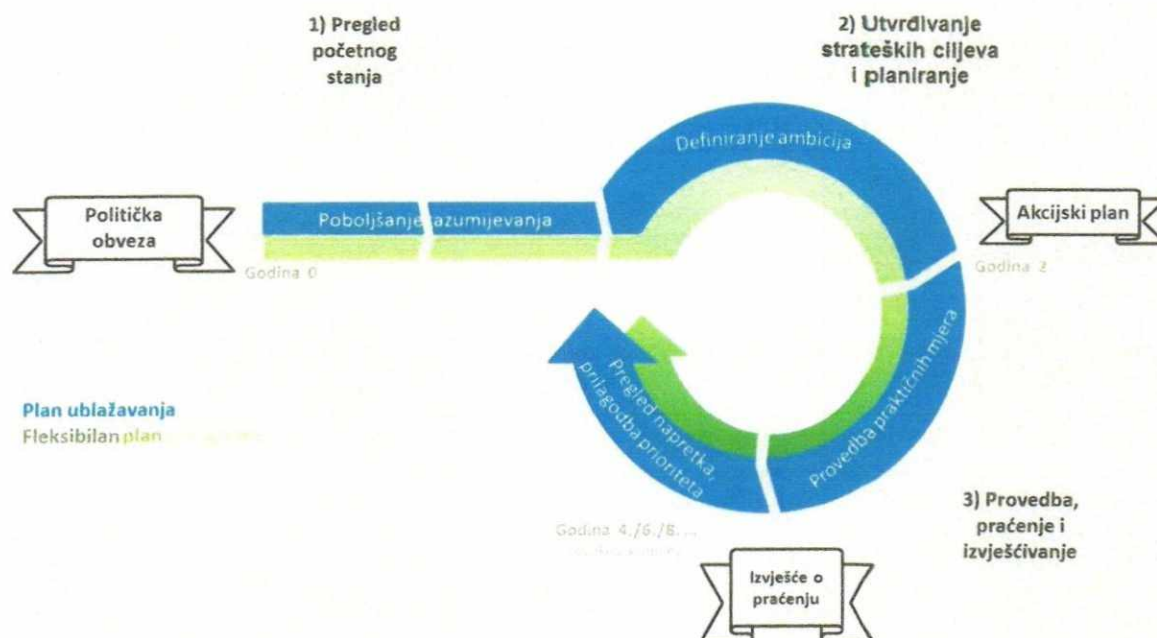 1) Pregled
početnog
stanja
2) Utvrđivanje
strateških ciljeva
i planiranje
Definiranje ambicija
Politička
obveza
Poboljšanje razumijevanja
Akcijski plan
Godina 0
Godina 2
Pregled napretka,
prilagodba prioriteta
Provedba praktičnih mjera
Plan ublažavanja
Fleksibilan plan
Godina 4./6./8....
3) Provedba,
praćenje i
izvješćivanje
Izvješće o
praćenju